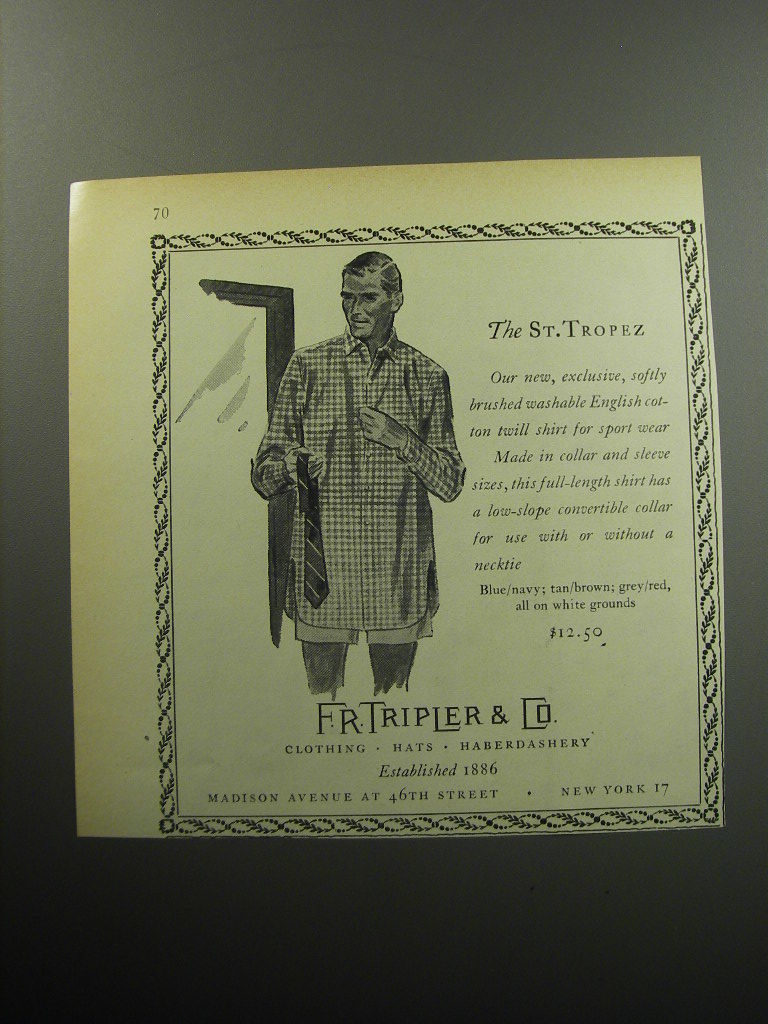 70
The ST. TROPEZ
Our new, exclusive, softly
brushed washable English cot-
ton twill shirt for sport wear
Made in collar and sleeve
sizes, this full-length shirt has
a low-slope convertible collar
for use with or without a
necktie
Blue/navy; tan/brown; grey/red,
all on white grounds
$12.50
F.R. TRIPLER & CO.
CLOTHING · HATS · HABERDASHERY
Established 1886
MADISON AVENUE AT 46TH STREET • NEW YORK 17